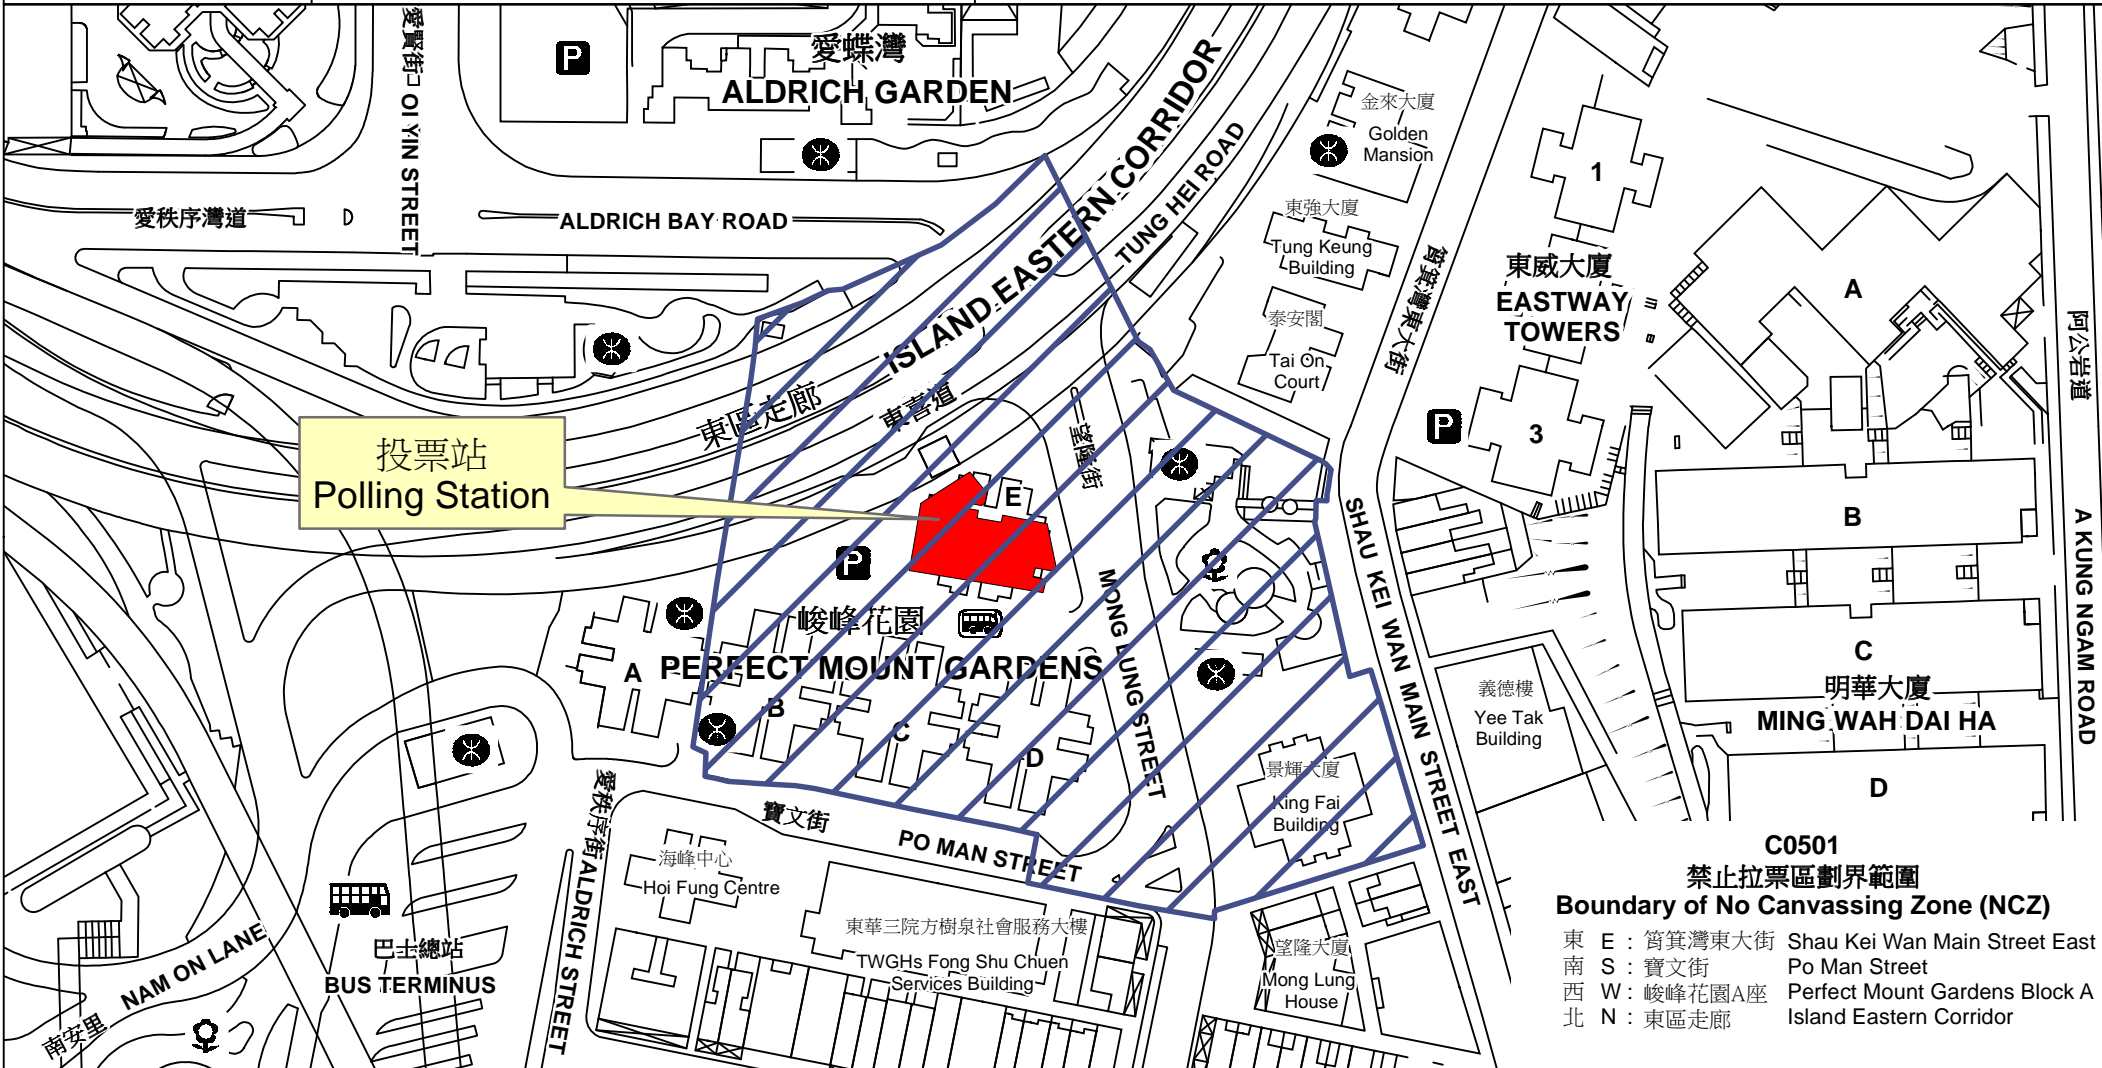 愛賢街
OI YIN STREET
P
愛蝶灣
ALDRICH GARDEN
愛秩序灣道
ALDRICH BAY ROAD
ISLAND EASTERN CORRIDOR
東區走廊
TUNG HEI ROAD
東喜道
金來大廈
Golden
Mansion
東強大廈
Tung Keung
Building
泰安閣
Tai On
Court
筲箕灣東大街
SHAU KEI WAN MAIN STREET EAST
1
東威大廈
EASTWAY
TOWERS
3
P
A
B
C
明華大廈
MING WAH DAI HA
D
阿公岩道
A KUNG NGAM ROAD
投票站
Polling Station
E
P
望隆街
MONG LUNG STREET
峻峰花園
PERFECT MOUNT GARDENS
A
B
C
D
義德樓
Yee Tak
Building
景輝大廈
King Fai
Building
寶文街
PO MAN STREET
愛秩序街
ALDRICH STREET
海峰中心
Hoi Fung Centre
東華三院方樹泉社會服務大樓
TWGHs Fong Shu Chuen
Services Building
望隆大廈
Mong Lung
House
巴士總站
BUS TERMINUS
南安里
NAM ON LANE
C0501
禁止拉票區劃界範圍
Boundary of No Canvassing Zone (NCZ)
東 E : 筲箕灣東大街 Shau Kei Wan Main Street East
南 S : 寶文街 Po Man Street
西 W : 峻峰花園A座 Perfect Mount Gardens Block A
北 N : 東區走廊 Island Eastern Corridor